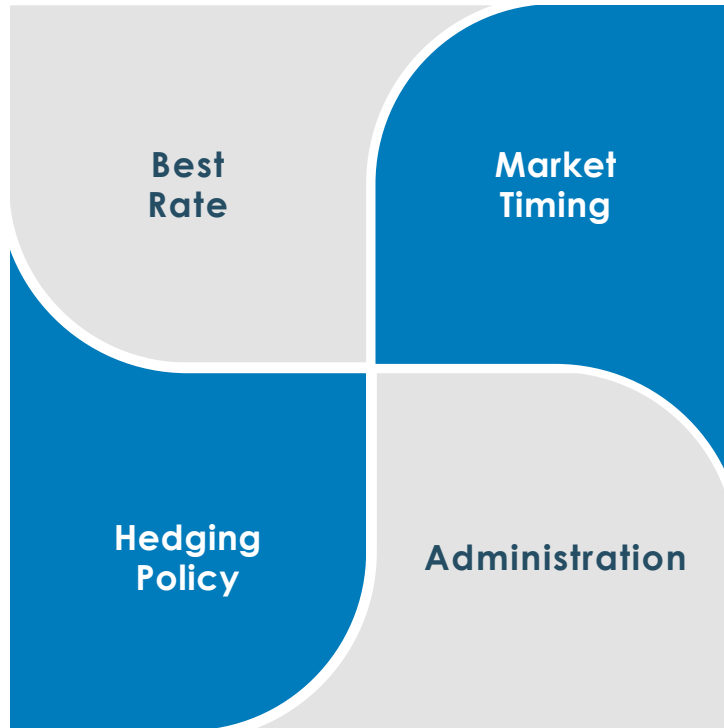 Best
Rate
Market
Timing
Hedging
Policy
Administration